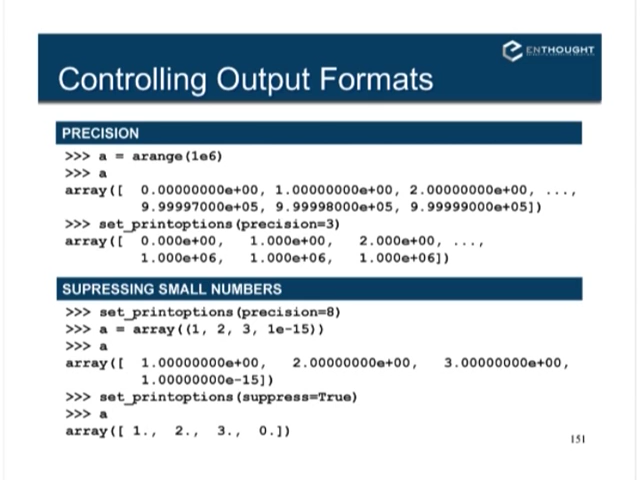 ENTHOUGHT
Controlling Output Formats
PRECISION
>>> a = arange(1e6)
>>> a
array([ 0.00000000e+00, 1.00000000e+00, 2.00000000e+00, ...,
9.99997000e+05, 9.99998000e+05, 9.99999000e+05])
>>> set_printoptions(precision=3)
array([ 0.000e+00, 1.000e+00, 2.000e+00, ...,
1.000e+06, 1.000e+06, 1.000e+06])
SUPRESSING SMALL NUMBERS
>>> set_printoptions(precision=8)
>>> a = array((1, 2, 3, 1e-15))
>>> a
array([ 1.00000000e+00, 2.00000000e+00, 3.00000000e+00,
1.00000000e-15])
>>> set_printoptions(suppress=True)
>>> a
array([ 1., 2., 3., 0.])
151